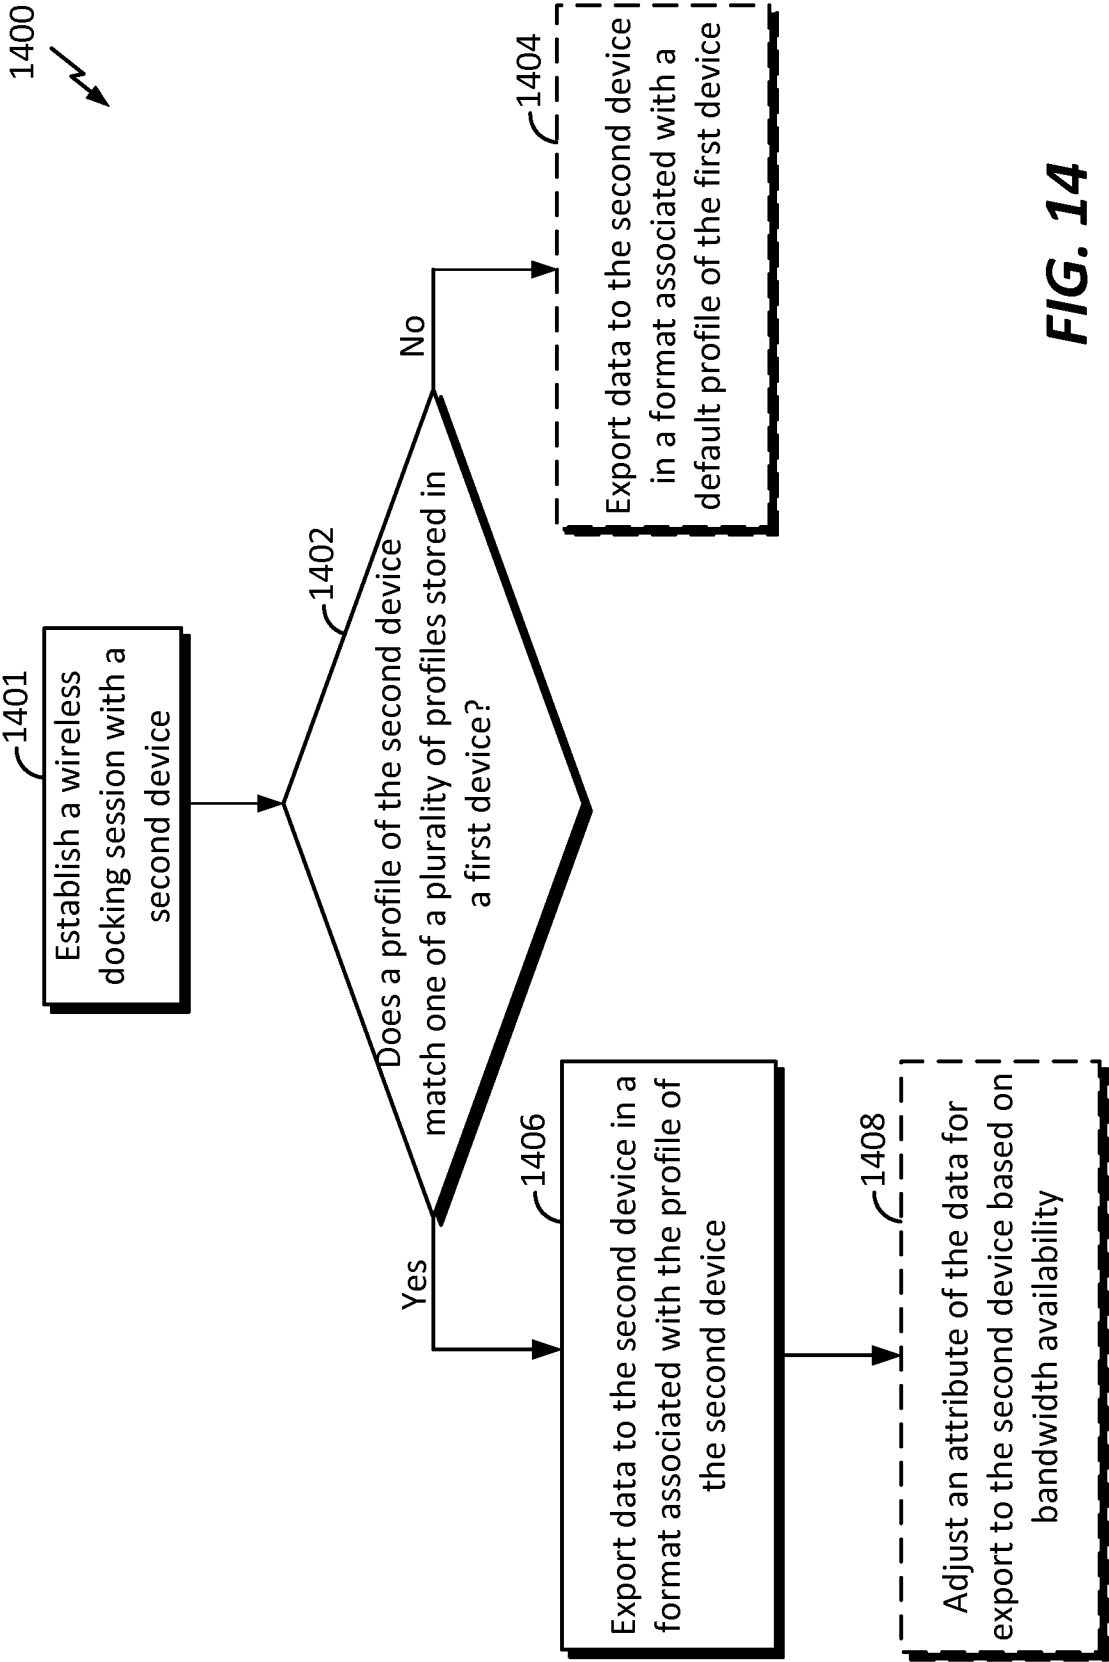 1400
1401
Establish a wireless
docking session with a
second device
1402
Does a profile of the second device
match one of a plurality of profiles stored in
a first device?
Yes
No
1406
Export data to the second device in a
format associated with the profile of
the second device
1404
Export data to the second device
in a format associated with a
default profile of the first device
1408
Adjust an attribute of the data for
export to the second device based on
bandwidth availability
FIG. 14